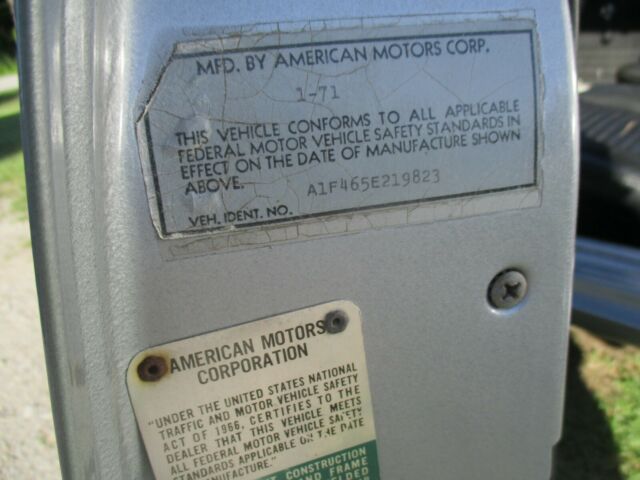 MFD. BY AMERICAN MOTORS CORP.
1-71
THIS VEHICLE CONFORMS TO ALL APPLICABLE
FEDERAL MOTOR VEHICLE SAFETY STANDARDS IN
EFFECT ON THE DATE OF MANUFACTURE SHOWN
ABOVE.
A1F465E219823
VEH. IDENT. NO.
AMERICAN MOTORS
CORPORATION
"UNDER THE UNITED STATES NATIONAL
TRAFFIC AND MOTOR VEHICLE SAFETY
ACT OF 1966, CERTIFIES TO THE
DEALER THAT THIS VEHICLE MEETS
ALL FEDERAL MOTOR VEHICLE SAFETY
STANDARDS APPLICABLE ON THE DATE
MANUFACTURE."
CONSTRUCTION
AND FRAME